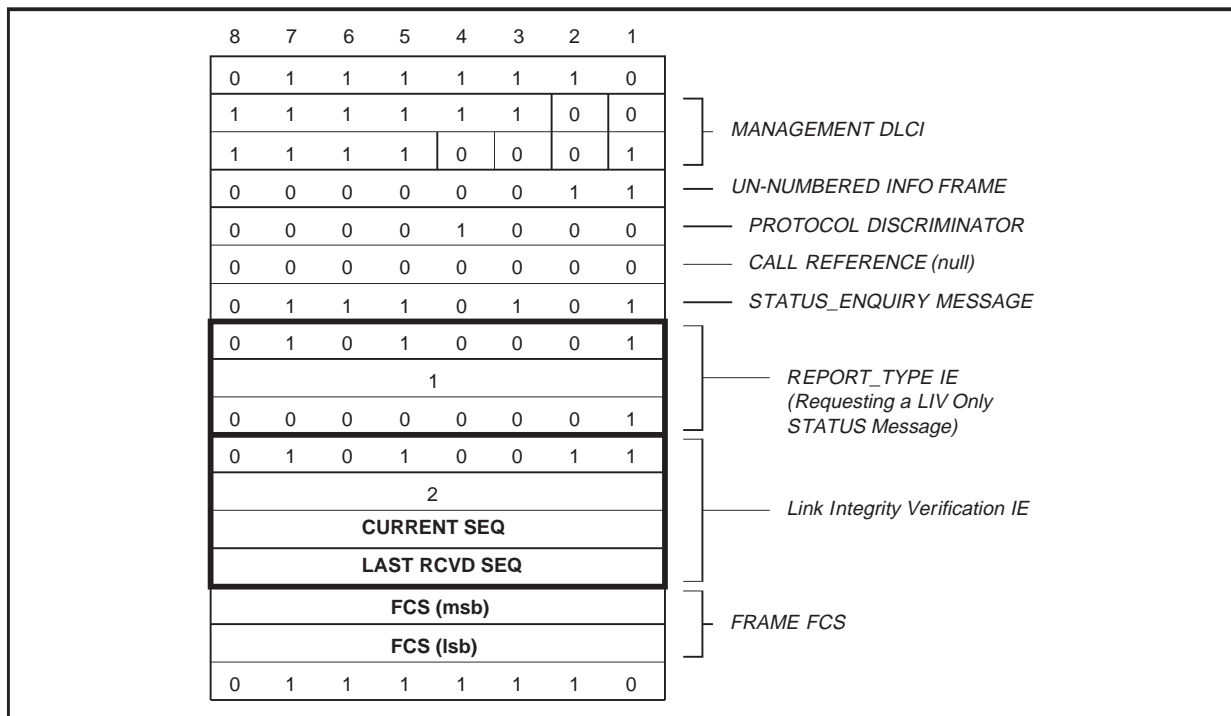 8 7 6 5 4 3 2 1
0 1 1 1 1 1 1 0
1 1 1 1 1 1 0 0
MANAGEMENT DLCI
1 1 1 1 0 0 0 1
0 0 0 0 0 0 1 1 UN-NUMBERED INFO FRAME
0 0 0 0 1 0 0 0 PROTOCOL DISCRIMINATOR
0 0 0 0 0 0 0 0 CALL REFERENCE (null)
0 1 1 1 0 1 0 1 STATUS_ENQUIRY MESSAGE
0 1 0 1 0 0 0 1
1 REPORT_TYPE IE
(Requesting a LIV Only
0 0 0 0 0 0 0 1 STATUS Message)
0 1 0 1 0 0 1 1
2
Link Integrity Verification IE
CURRENT SEQ
LAST RCVD SEQ
FCS (msb)
FRAME FCS
FCS (lsb)
0 1 1 1 1 1 1 0